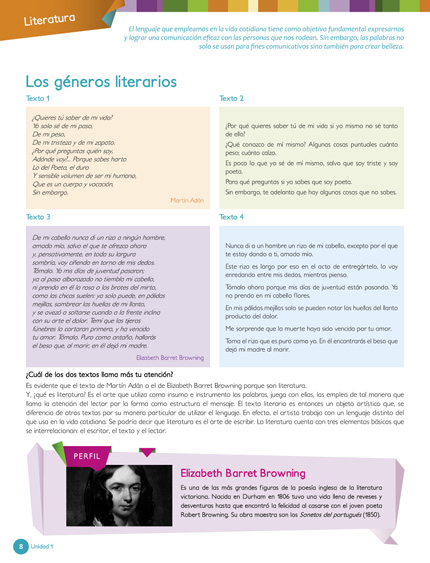 Literatura
El lenguaje que empleamos en la vida cotidiana tiene como objetivo fundamental expresarnos
y lograr una comunicación eficaz con las personas que nos rodean. Sin embargo, las palabras no
solo se usan para fines comunicativos sino también para crear belleza.
Los géneros literarios
Texto 1
¿Quieres tú saber de mi vida?
Yo solo sé de mi paso,
De mi peso,
De mi tristeza y de mi zapato.
¿Por qué preguntas quién soy,
Adónde voy?... Porque sabes harto
Lo del Poeta, el duro
Y sensible volumen de ser mi humano,
Que es un cuerpo y vocación,
Sin embargo.
Martín Adán
Texto 2
¿Por qué quieres saber tú de mi vida si yo mismo no sé tanto
de ella?
¿Qué conozco de mí mismo? Algunas cosas puntuales cuánto
peso; cuánto calzo.
Es poco lo que yo sé de mí mismo, salvo que soy triste y soy
poeta.
Para qué preguntas si ya sabes que soy poeta.
Sin embargo, te adelanto que hay algunas cosas que no sabes.
Texto 3
De mi cabello nunca di un rizo a ningún hombre,
amado mío, salvo el que te ofrezco ahora
y, pensativamente, en toda su largura
sombría, voy ciñendo en torno de mis dedos.
Tómalo. Ya mis días de juventud pasaron;
ya al paso alborozado no tiembla mi cabello,
ni prendo en él la rosa o los brotes del mirto,
como las chicas suelen: ya solo puede, en pálidas
mejillas, sombrear las huellas de mi llanto,
y se avezó a soltarse cuando a la frente inclina
con su arte el dolor. Temí que las tijeras
fúnebres lo cortaran primero, y ha vencido
tu amor. Tómalo. Puro como antaño, hallarás
el beso que, al morir, en él dejó mi madre.
Elizabeth Barret Browning
Texto 4
Nunca di a un hombre un rizo de mi cabello, excepto por el que
te estoy dando a ti, amado mío.
Este rizo es largo por eso en el acto de entregártelo, lo voy
enredando entre mis dedos, mientras pienso.
Tómalo ahora porque mis días de juventud están pasando. Ya
no prendo en mi cabello flores.
En mis pálidas mejillas solo se pueden notar las huellas del llanto
producto del dolor.
Me sorprende que la muerte haya sido vencida por tu amor.
Toma el rizo que es puro como yo. En él encontrarás el beso que
dejó mi madre al morir.
¿Cuál de los dos textos llama más tu atención?
Es evidente que el texto de Martín Adán o el de Elizabeth Barret Browning porque son literatura.
Y, ¿qué es literatura? Es el arte que utiliza como insumo e instrumento las palabras, juega con ellas, las emplea de tal manera que
llama la atención del lector por la forma como estructura el mensaje. El texto literario es entonces un objeto artístico que, se
diferencia de otros textos por su manera particular de utilizar el lenguaje. En efecto, el artista trabaja con un lenguaje distinto del
que usa en la vida cotidiana. Se podría decir que literatura es el arte de escribir. La literatura cuenta con tres elementos básicos que
se interrelacionan: el escritor, el texto y el lector.
PERFIL
Elizabeth Barret Browning
Es una de las más grandes figuras de la poesía inglesa de la literatura
victoriana. Nacida en Durham en 1806 tuvo una vida llena de reveses y
desventuras hasta que encontró la felicidad al casarse con el joven poeta
Robert Browning. Su obra maestra son los Sonetos del portugués (1850).
8 Unidad 1